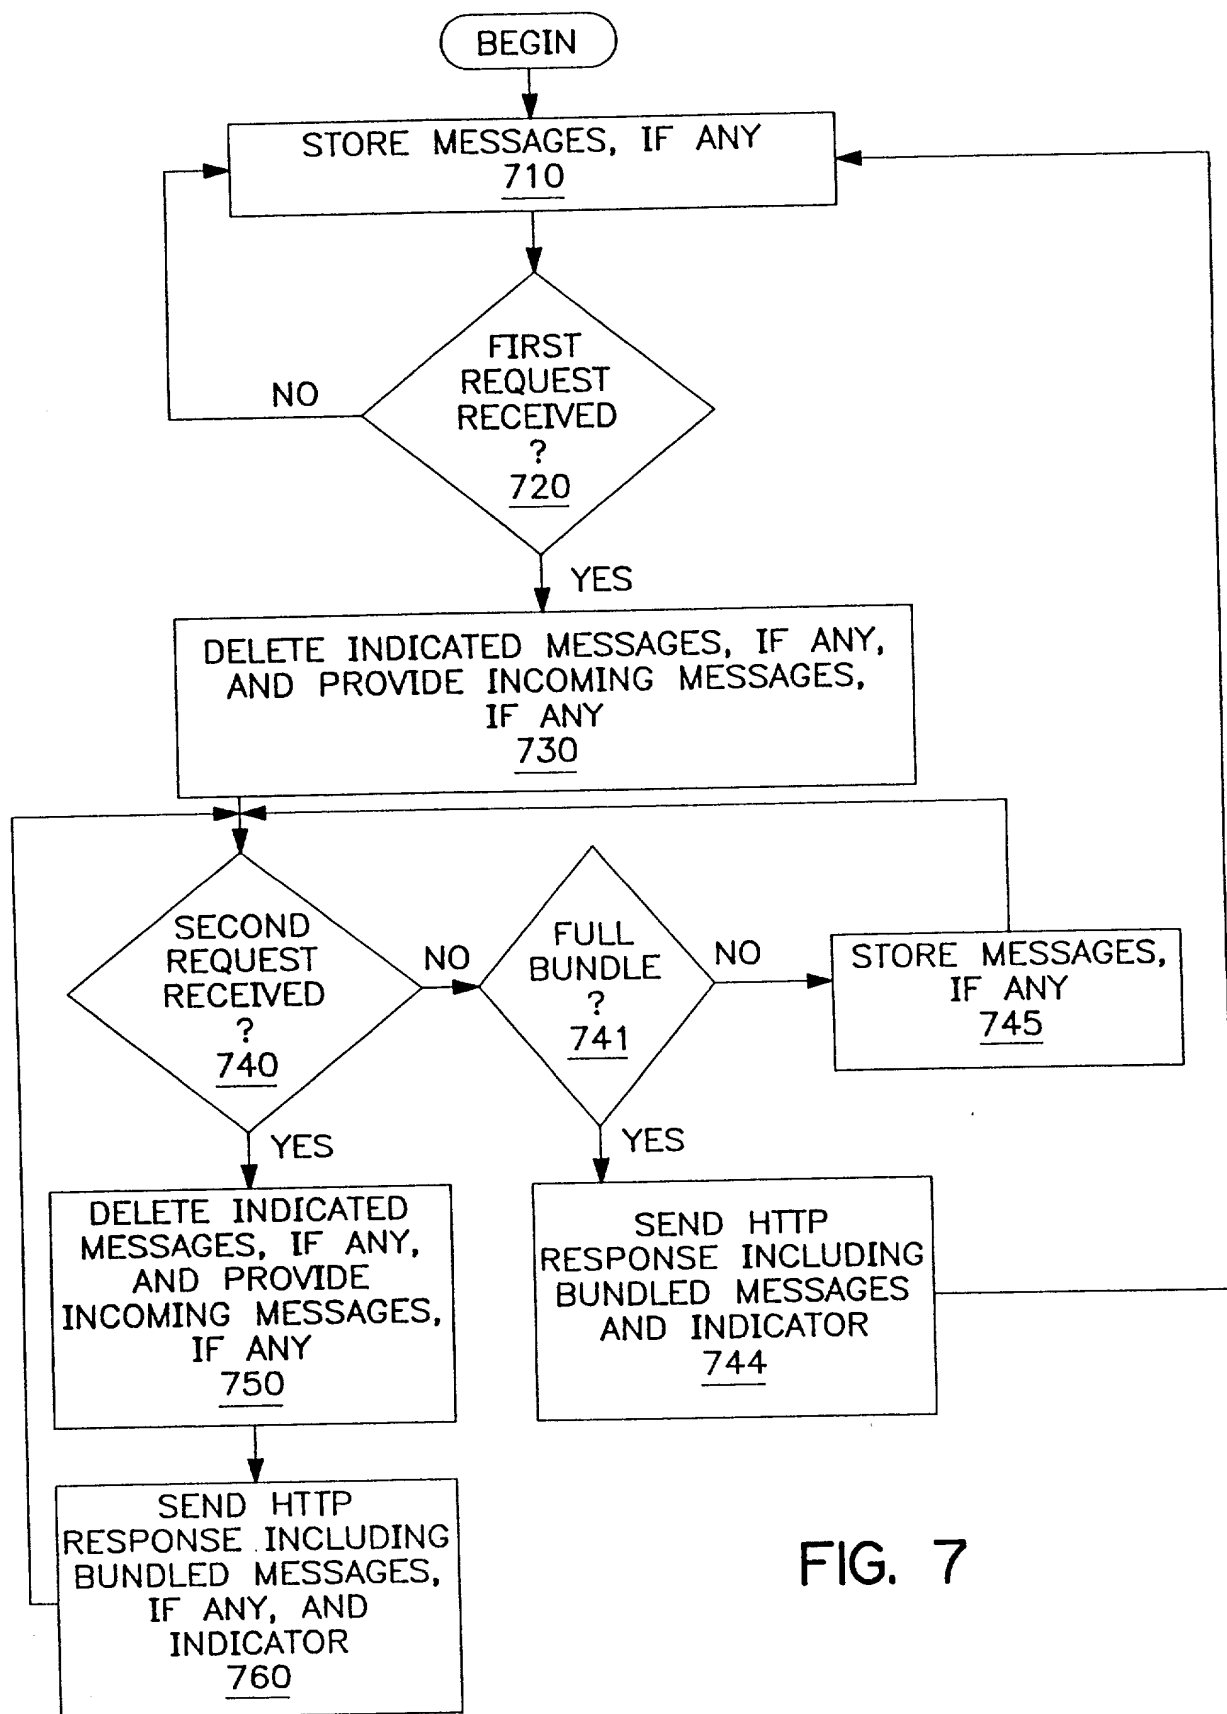 BEGIN
STORE MESSAGES, IF ANY
710
FIRST
REQUEST
RECEIVED
?
720
NO
YES
DELETE INDICATED MESSAGES, IF ANY,
AND PROVIDE INCOMING MESSAGES,
IF ANY
730
SECOND
REQUEST
RECEIVED
?
740
NO
FULL
BUNDLE
?
741
NO
STORE MESSAGES,
IF ANY
745
YES
YES
DELETE INDICATED
MESSAGES, IF ANY,
AND PROVIDE
INCOMING MESSAGES,
IF ANY
750
SEND HTTP
RESPONSE INCLUDING
BUNDLED MESSAGES
AND INDICATOR
744
SEND HTTP
RESPONSE INCLUDING
BUNDLED MESSAGES,
IF ANY, AND
INDICATOR
760
FIG. 7